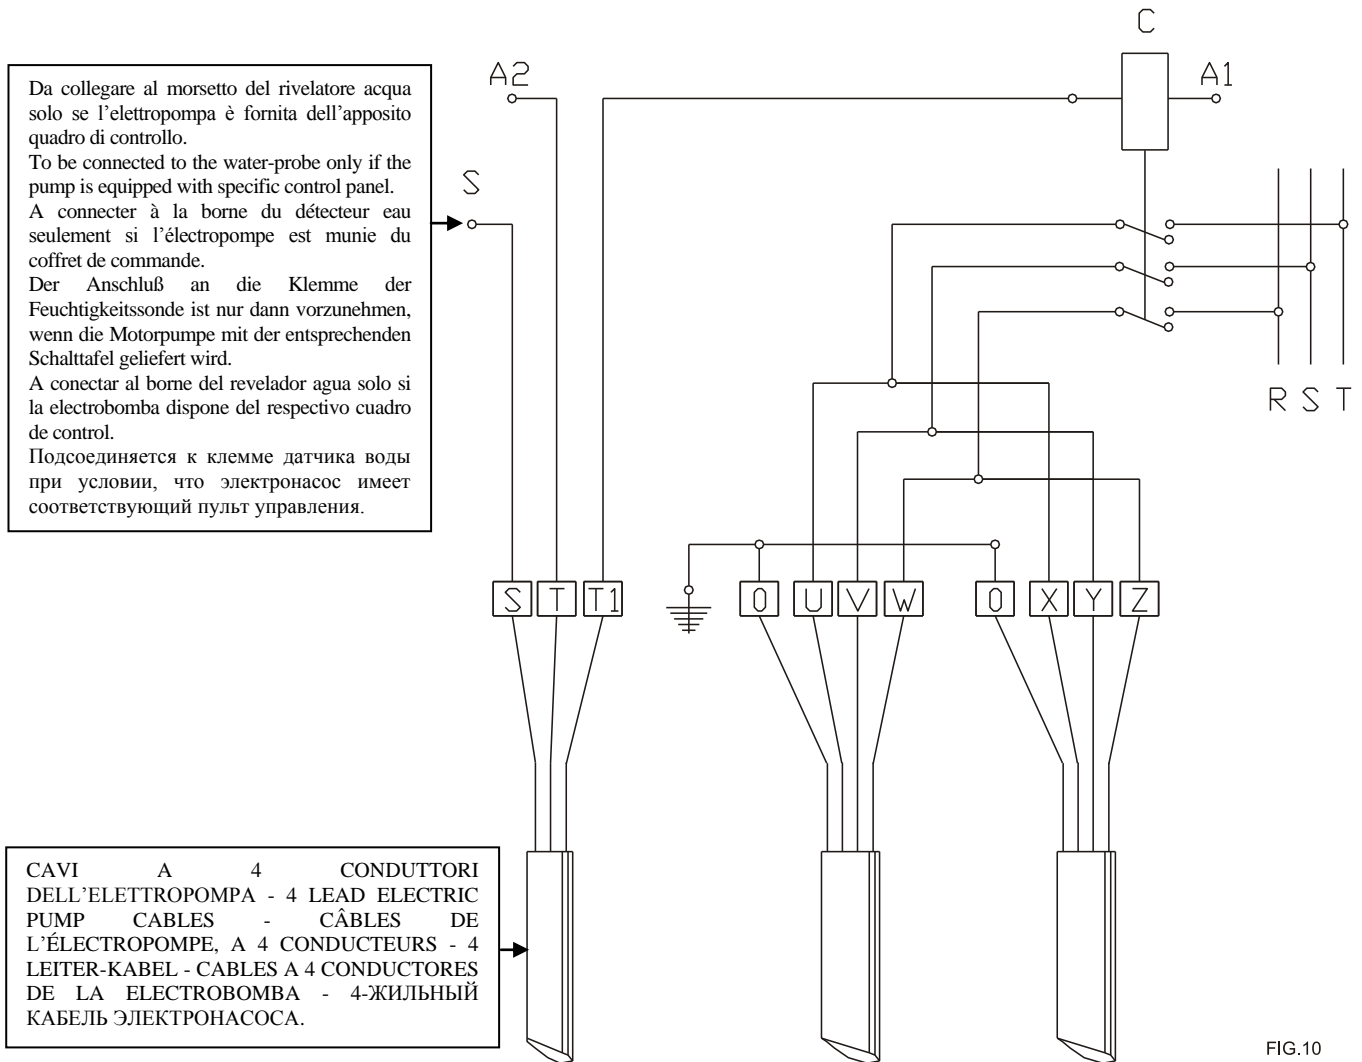 C
A2
A1
Da collegare al morsetto del rivelatore acqua
solo se l’elettropompa è fornita dell’apposito
quadro di controllo.
To be connected to the water-probe only if the
pump is equipped with specific control panel.
A connecter à la borne du détecteur eau
seulement si l’électropompe est munie du
coffret de commande.
Der Anschluß an die Klemme der
Feuchtigkeitssonde ist nur dann vorzunehmen,
wenn die Motorpumpe mit der entsprechenden
Schalttafel geliefert wird.
A conectar al borne del revelador agua solo si
la electrobomba dispone del respectivo cuadro
de control.
Подсоединяется к клемме датчика воды
при условии, что электронасос имеет
соответствующий пульт управления.
S
R S T
S T T1
0 U V W
0 X Y Z
CAVI A 4 CONDUTTORI
DELL’ELETTROPOMPA - 4 LEAD ELECTRIC
PUMP CABLES - CÂBLES DE
L’ÉLECTROPOMPE, A 4 CONDUCTEURS - 4
LEITER-KABEL - CABLES A 4 CONDUCTORES
DE LA ELECTROBOMBA - 4-ЖИЛЬНЫЙ
КАБЕЛЬ ЭЛЕКТРОНАСОСА.
FIG.10